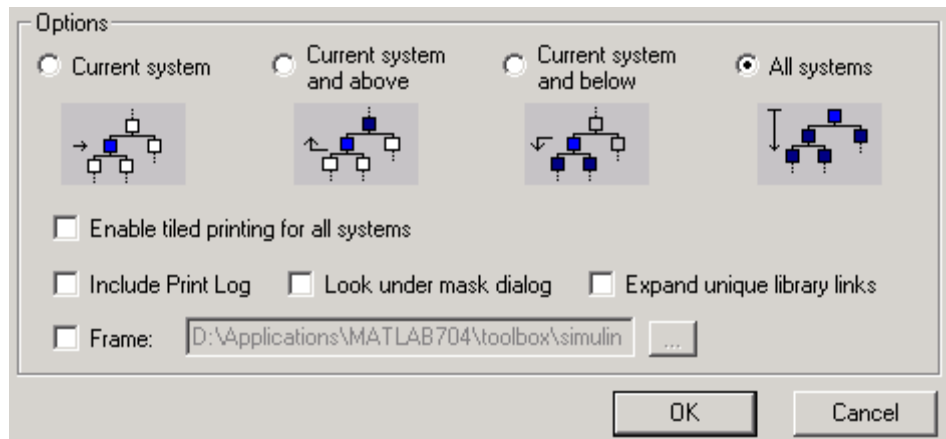 Options
Current system
Current system
and above
Current system
and below
All systems
Enable tiled printing for all systems
Include Print Log
Look under mask dialog
Expand unique library links
Frame:
D:\Applications\MATLAB704\toolbox\simulin
...
OK
Cancel